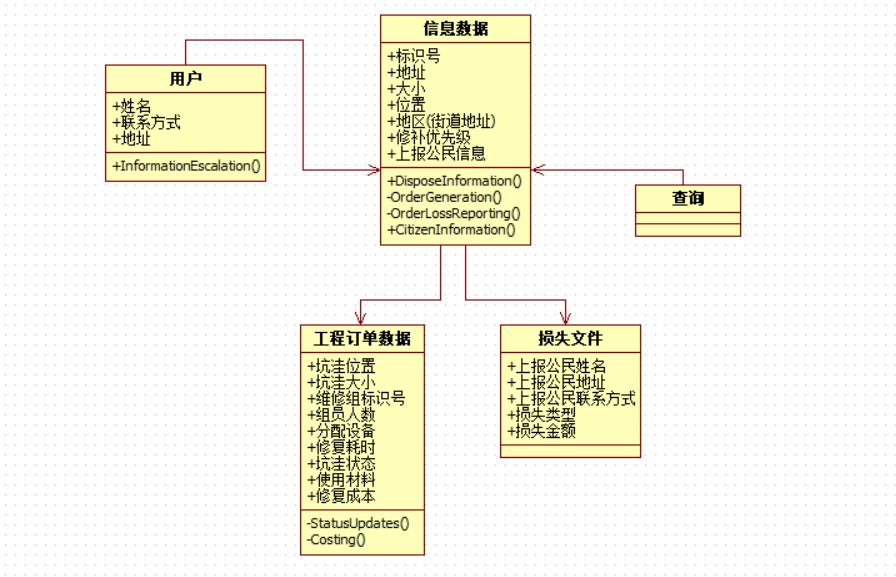 信息数据
+标识号
+地址
+大小
+位置
+地区(街道地址)
+修补优先级
+上报公民信息
+DisposeInformation()
-OrderGeneration()
-OrderLossReporting()
+CitizenInformation()
用户
+姓名
+联系方式
+地址
+InformationEscalation()
查询
工程订单数据
+坑洼位置
+坑洼大小
+维修组标识号
+组员人数
+分配设备
+修复耗时
+坑洼状态
+使用材料
+修复成本
-StatusUpdates()
-Costing()
损失文件
+上报公民姓名
+上报公民地址
+上报公民联系方式
+损失类型
+损失金额